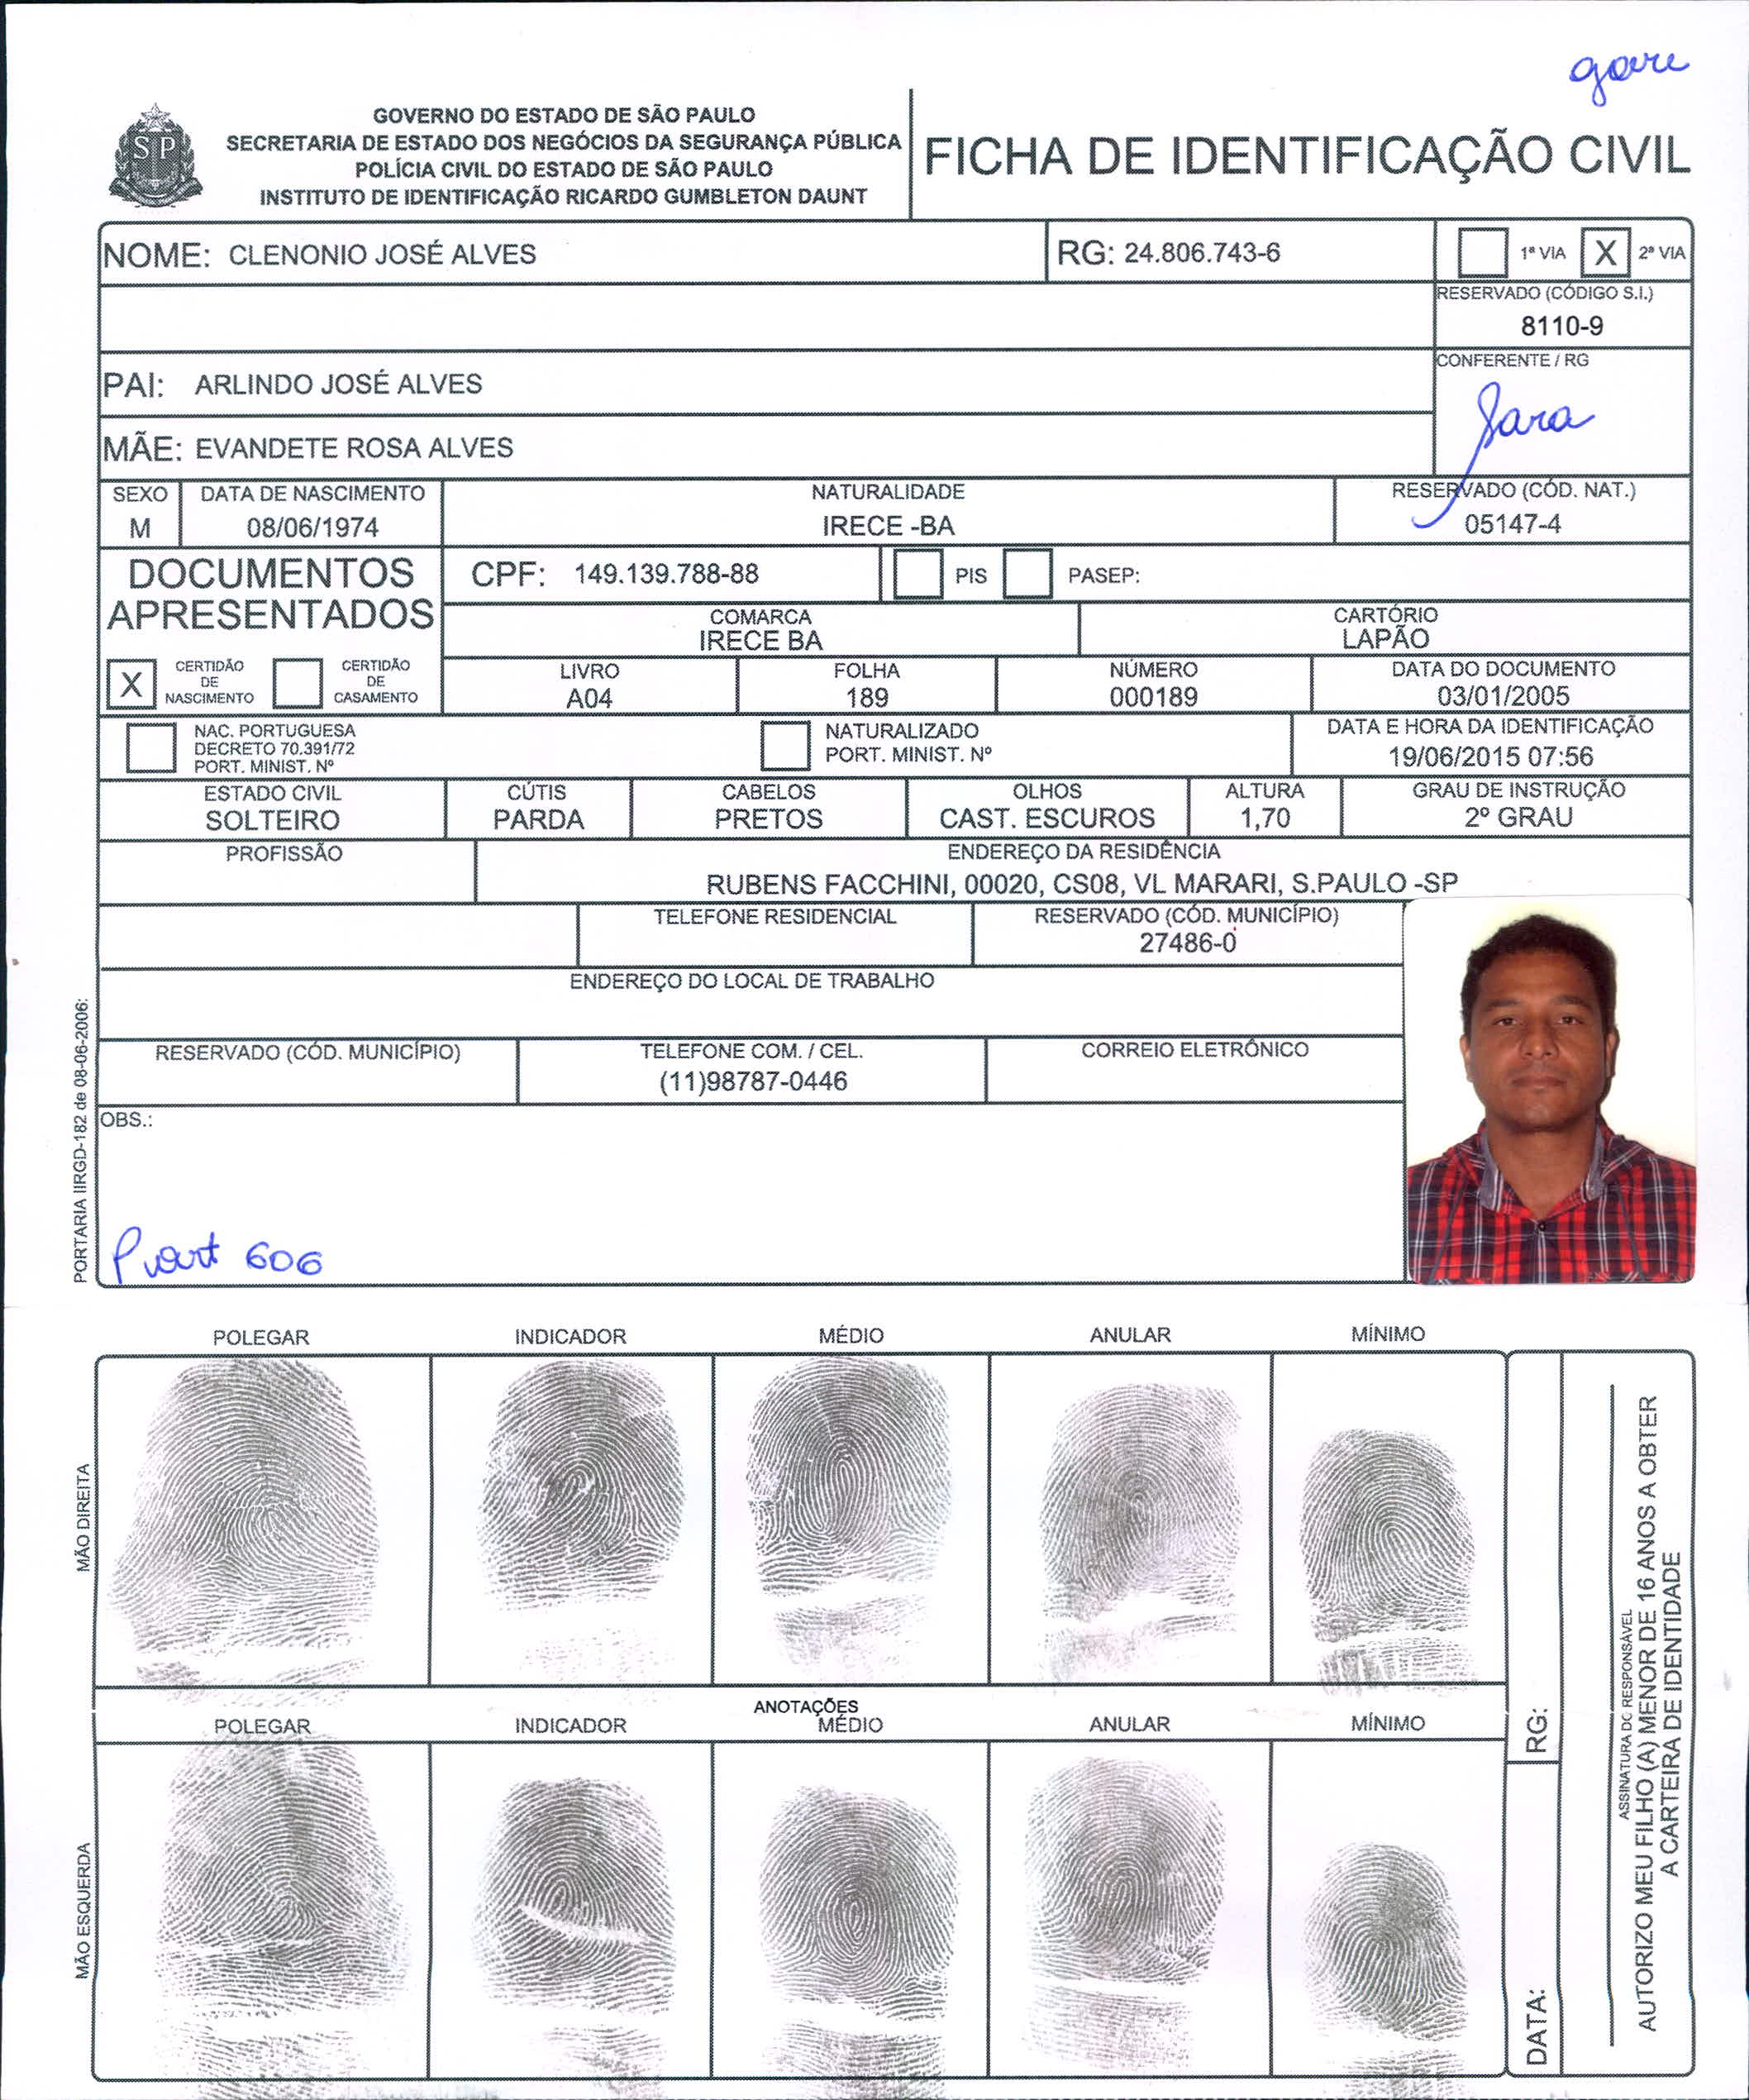 gare
GOVERNO DO ESTADO DE SÃO PAULO
SECRETARIA DE ESTADO DOS NEGÓCIOS DA SEGURANÇA PÚBLICA
POLÍCIA CIVIL DO ESTADO DE SÃO PAULO
INSTITUTO DE IDENTIFICAÇÃO RICARDO GUMBLETON DAUNT
SP
FICHA DE IDENTIFICAÇÃO CIVIL
NOME: CLENONIO JOSÉ ALVES
RG: 24.806.743-6
1ª VIA X 2ª VIA
RESERVADO (CÓDIGO S.I.)
8110-9
PAI: ARLINDO JOSÉ ALVES
CONFERENTE / RG
Sara
MÃE: EVANDETE ROSA ALVES
SEXO
M
DATA DE NASCIMENTO
08/06/1974
NATURALIDADE
IRECE -BA
RESERVADO (CÓD. NAT.)
05147-4
DOCUMENTOS
APRESENTADOS
CPF: 149.139.788-88
PIS
PASEP:
COMARCA
IRECE BA
CARTÓRIO
LAPÃO
X
CERTIDÃO
DE
NASCIMENTO
CERTIDÃO
DE
CASAMENTO
LIVRO
A04
FOLHA
189
NÚMERO
000189
DATA DO DOCUMENTO
03/01/2005
NAC. PORTUGUESA
DECRETO 70.391/72
PORT. MINIST. Nº
NATURALIZADO
PORT. MINIST. Nº
DATA E HORA DA IDENTIFICAÇÃO
19/06/2015 07:56
ESTADO CIVIL
SOLTEIRO
CÚTIS
PARDA
CABELOS
PRETOS
OLHOS
CAST. ESCUROS
ALTURA
1,70
GRAU DE INSTRUÇÃO
2º GRAU
PROFISSÃO
ENDEREÇO DA RESIDÊNCIA
RUBENS FACCHINI, 00020, CS08, VL MARARI, S.PAULO -SP
TELEFONE RESIDENCIAL
RESERVADO (CÓD. MUNICÍPIO)
27486-0
ENDEREÇO DO LOCAL DE TRABALHO
RESERVADO (CÓD. MUNICÍPIO)
TELEFONE COM. / CEL.
(11)98787-0446
CORREIO ELETRÔNICO
OBS.:
606
PORTARIA IIRGD-182 de 08-06-2006:
POLEGAR INDICADOR MÉDIO ANULAR MÍNIMO
MÃO DIREITA
ANOTAÇÕES
POLEGAR INDICADOR MÉDIO ANULAR MÍNIMO
MÃO ESQUERDA
RG:
DATA:
ASSINATURA DO RESPONSÁVEL
AUTORIZO MEU FILHO (A) MENOR DE 16 ANOS A OBTER
A CARTEIRA DE IDENTIDADE